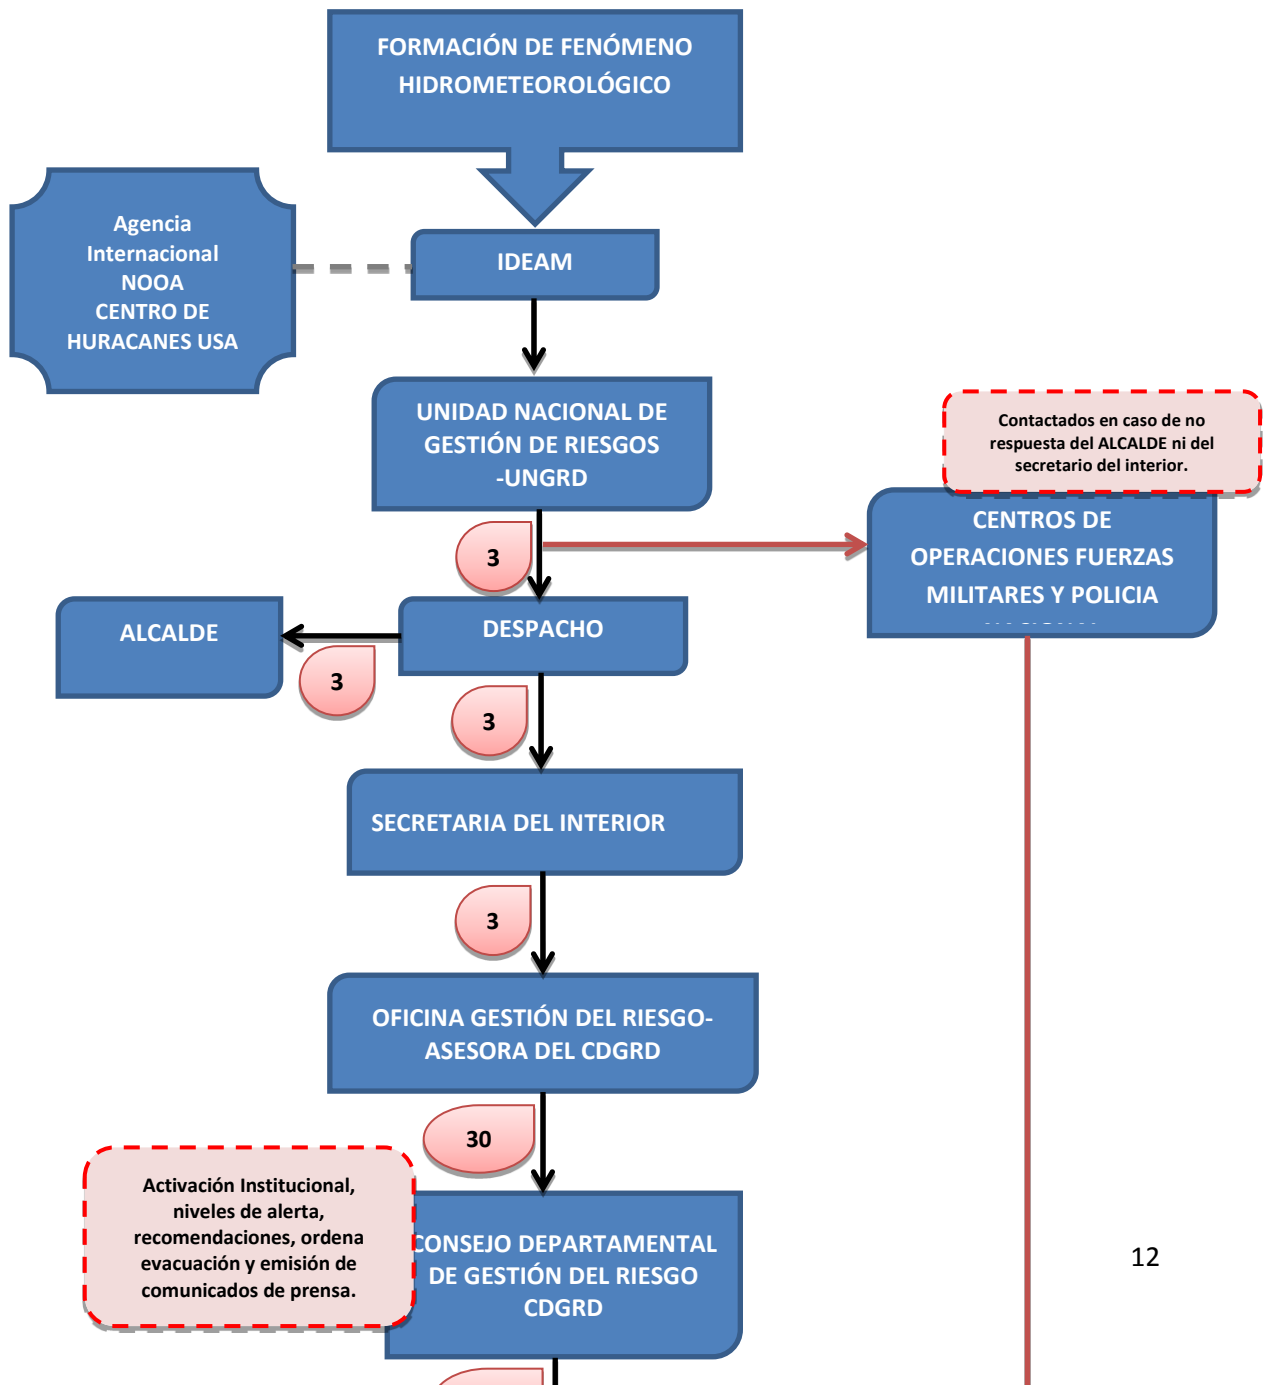 FORMACIÓN DE FENÓMENO
HIDROMETEOROLÓGICO
Agencia
Internacional
NOOA
CENTRO DE
HURACANES USA
IDEAM
UNIDAD NACIONAL DE
GESTIÓN DE RIESGOS
-UNGRD
Contactados en caso de no
respuesta del ALCALDE ni del
secretario del interior.
CENTROS DE
OPERACIONES FUERZAS
MILITARES Y POLICIA
3
ALCALDE
DESPACHO
3
3
SECRETARIA DEL INTERIOR
3
OFICINA GESTIÓN DEL RIESGO-
ASESORA DEL CDGRD
30
Activación Institucional,
niveles de alerta,
recomendaciones, ordena
evacuación y emisión de
comunicados de prensa.
CONSEJO DEPARTAMENTAL
DE GESTIÓN DEL RIESGO
CDGRD
12